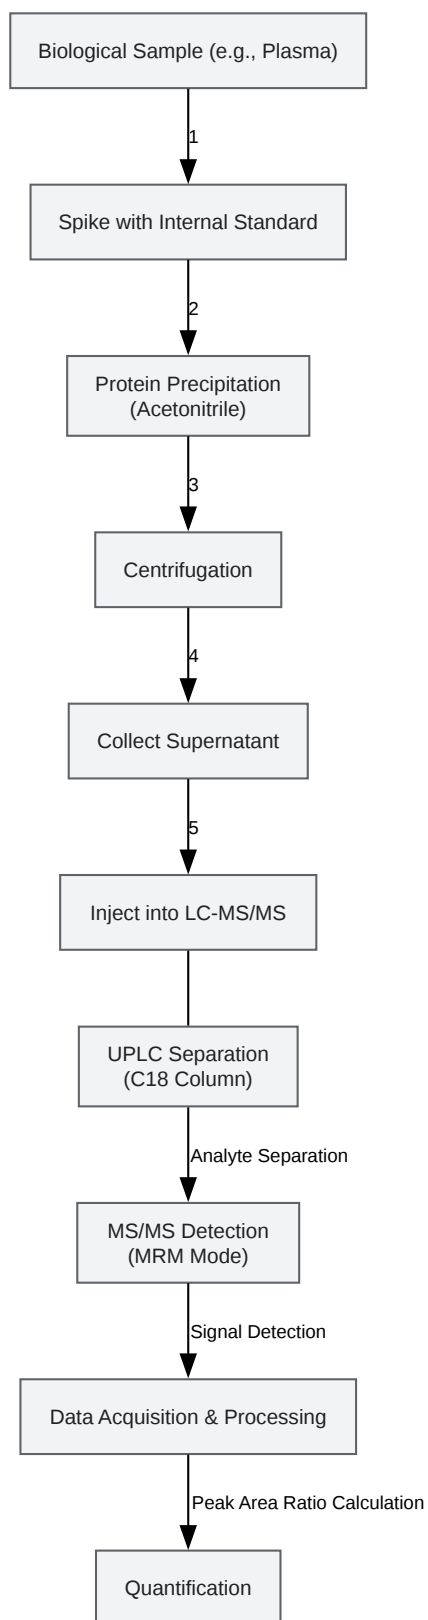 Biological Sample (e.g., Plasma)
1
Spike with Internal Standard
2
Protein Precipitation
(Acetonitrile)
3
Centrifugation
4
Collect Supernatant
5
Inject into LC-MS/MS
UPLC Separation
(C18 Column)
Analyte Separation
MS/MS Detection
(MRM Mode)
Signal Detection
Data Acquisition & Processing
Peak Area Ratio Calculation
Quantification